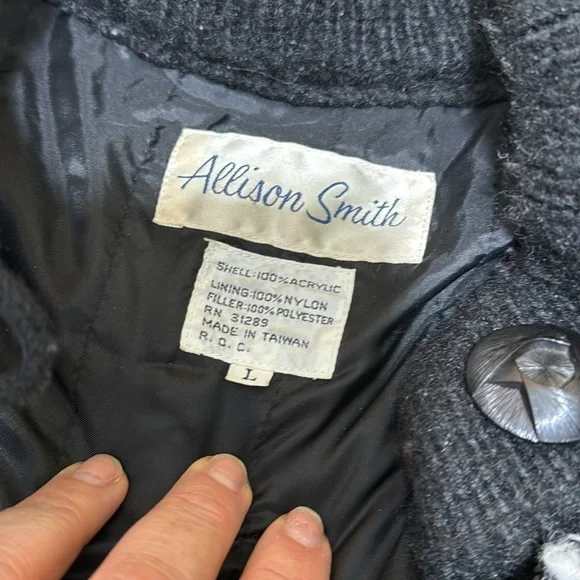 Allison Smith
SHELL:100%ACRYLIC
LINING:100%NYLON
FILLER:100%POLYESTER
RN 31289
MADE IN TAIWAN
R.O.C.
L